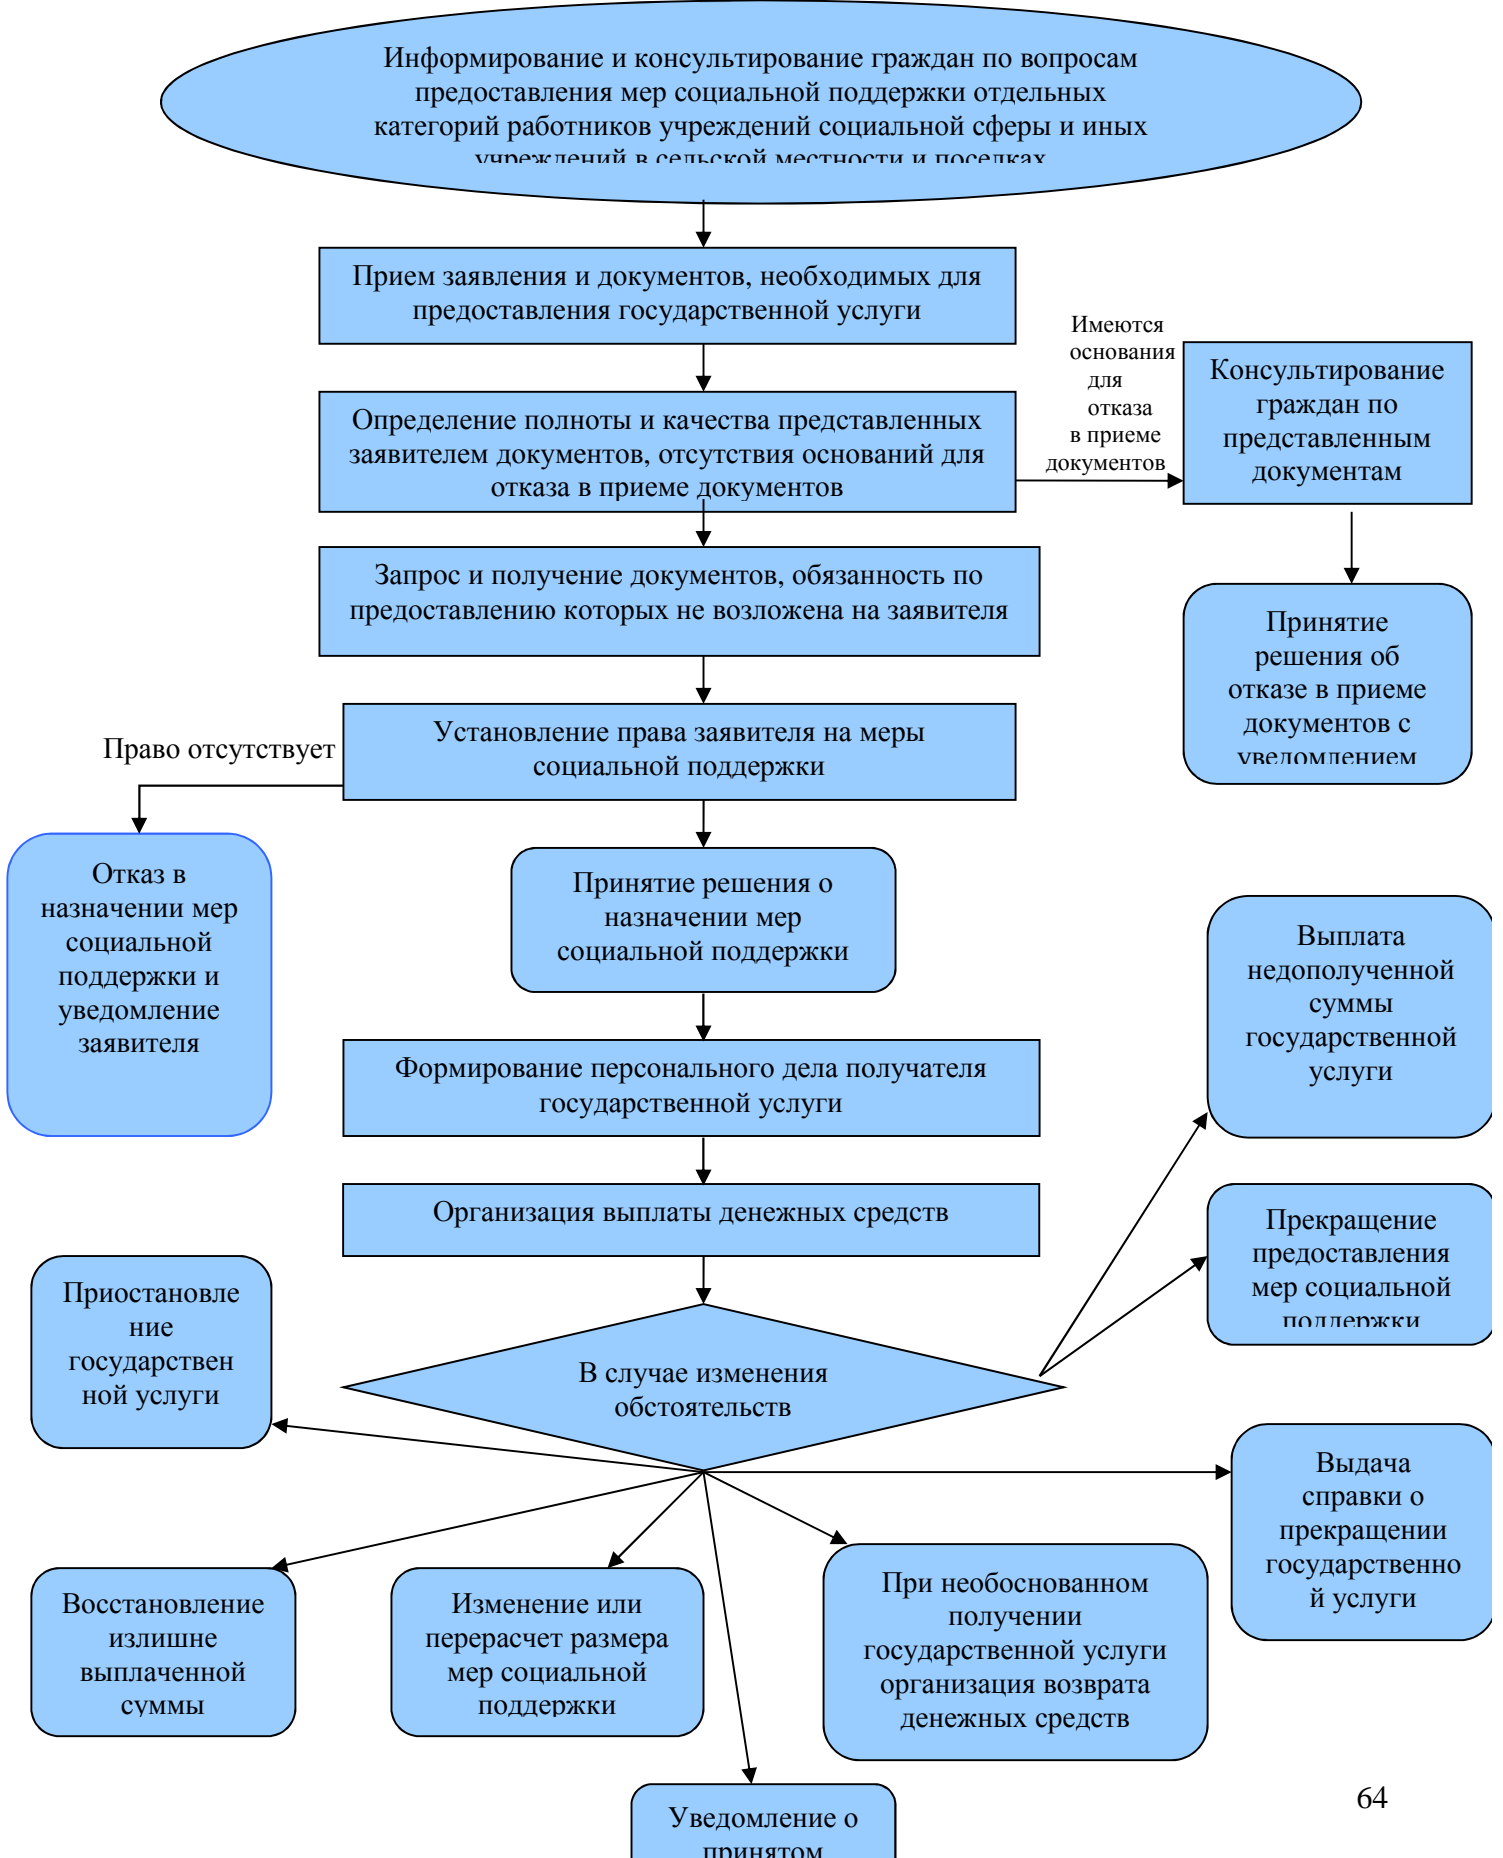 Информирование и консультирование граждан по вопросам
предоставления мер социальной поддержки отдельных
категорий работников учреждений социальной сферы и иных
учреждений в сельской местности и поселках
Прием заявления и документов, необходимых для
предоставления государственной услуги
Имеются
основания
для
отказа
в приеме
документов
Определение полноты и качества представленных
заявителем документов, отсутствия оснований для
отказа в приеме документов
Консультирование
граждан по
представленным
документам
Запрос и получение документов, обязанность по
предоставлению которых не возложена на заявителя
Принятие
решения об
отказе в приеме
документов с
уведомлением
Установление права заявителя на меры
социальной поддержки
Право отсутствует
Отказ в
назначении мер
социальной
поддержки и
уведомление
заявителя
Принятие решения о
назначении мер
социальной поддержки
Выплата
недополученной
суммы
государственной
услуги
Формирование персонального дела получателя
государственной услуги
Организация выплаты денежных средств
Прекращение
предоставления
мер социальной
поддержки
Приостановле
ние
государствен
ной услуги
В случае изменения
обстоятельств
Выдача
справки о
прекращении
государственно
й услуги
Восстановление
излишне
выплаченной
суммы
Изменение или
перерасчет размера
мер социальной
поддержки
При необоснованном
получении
государственной услуги
организация возврата
денежных средств
Уведомление о
принятом
64